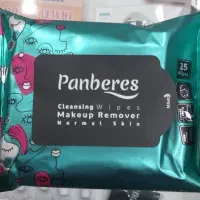 Panberes
Cleansing Wipes
Makeup Remover
Normal Skin
25